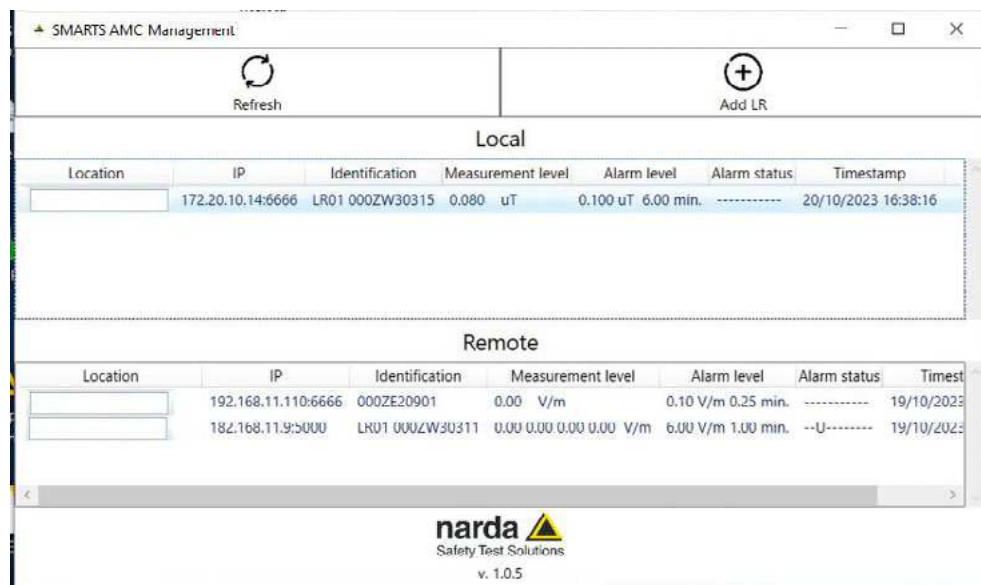 SMARTS AMC Management
Refresh
Add LR
Local
Location IP Identification Measurement level Alarm level Alarm status Timestamp
172.20.10.14:6666 LR01 000ZW30315 0.080 uT 0.100 uT 6.00 min. ----------- 20/10/2023 16:38:16
Remote
Location IP Identification Measurement level Alarm level Alarm status Timest
192.168.11.110:6666 000ZE20901 0.00 V/m 0.10 V/m 0.25 min. ----------- 19/10/2023
182.168.11.9:5000 LR01 000ZW30311 0.00 0.00 0.00 0.00 V/m 6.00 V/m 1.00 min. --U-------- 19/10/2023
narda
Safety Test Solutions
v. 1.0.5